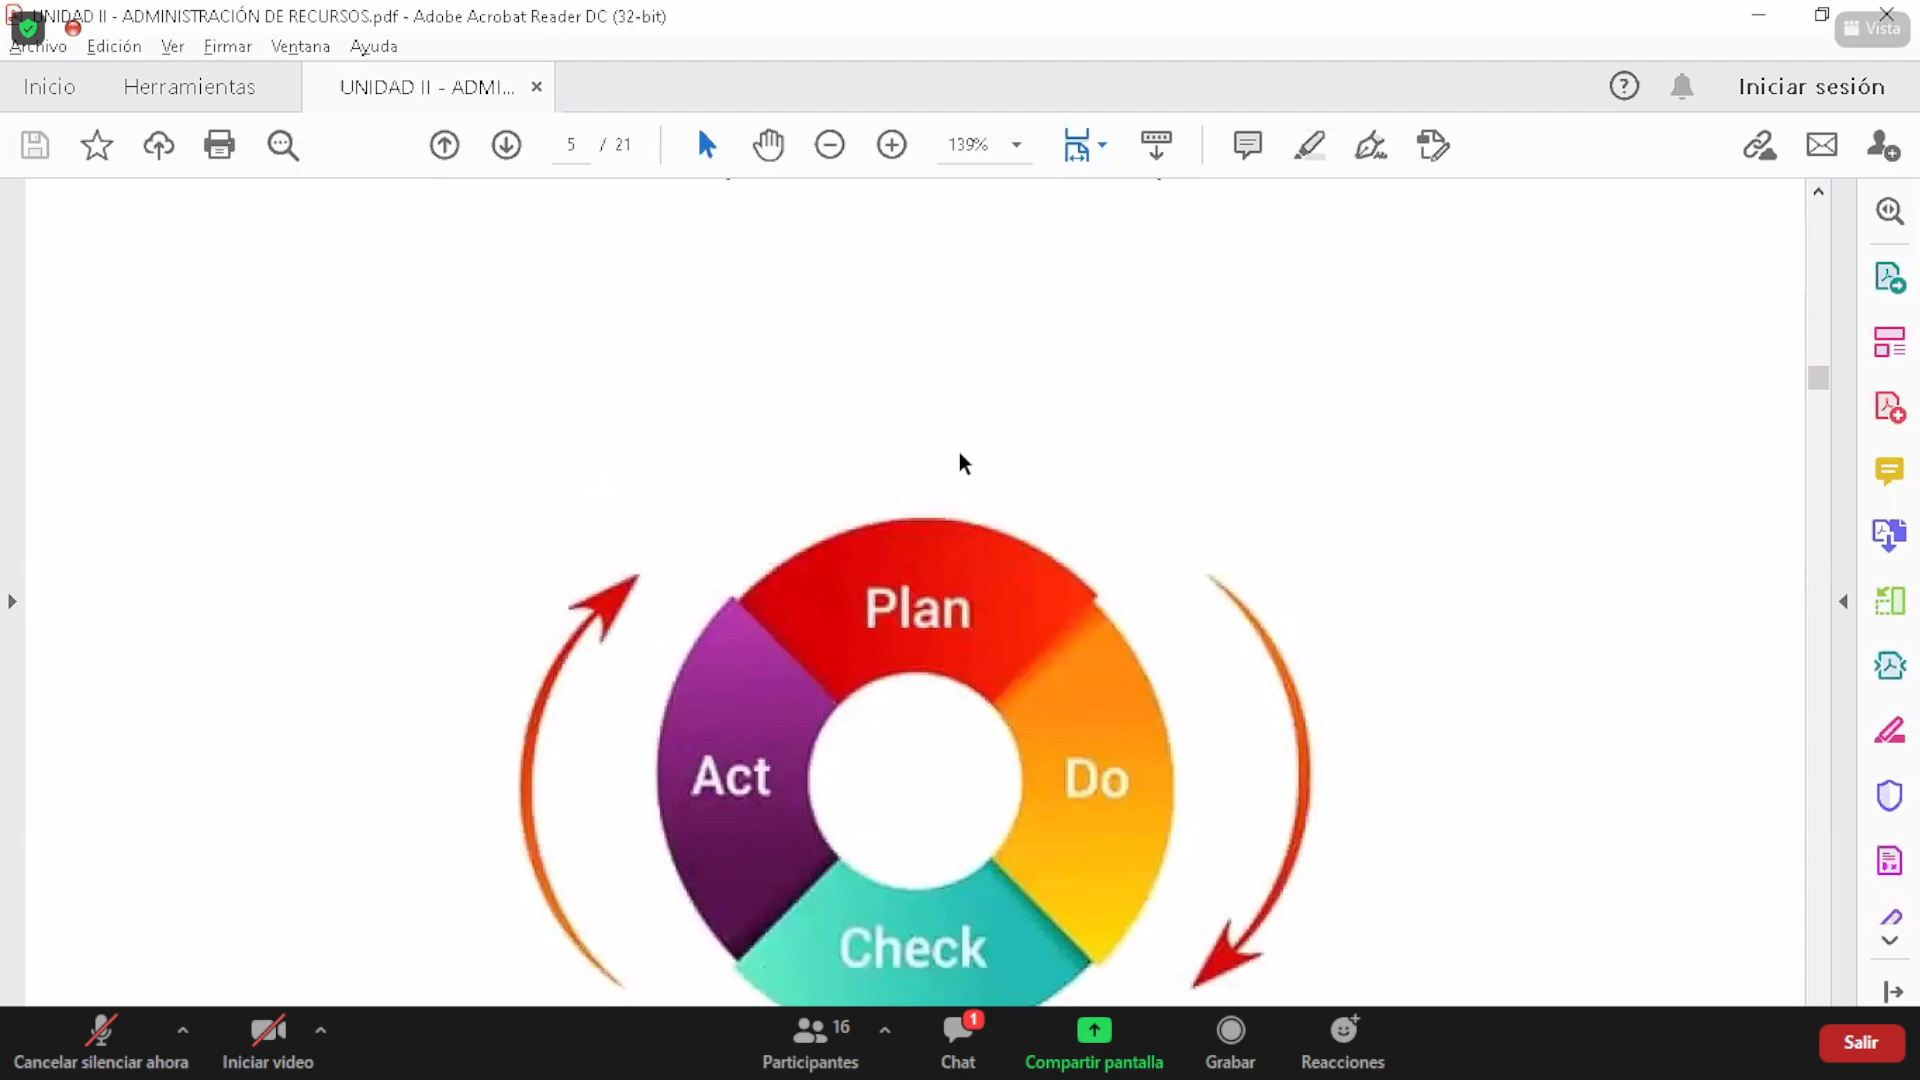 UNIDAD II - ADMINISTRACIÓN DE RECURSOS.pdf - Adobe Acrobat Reader DC (32-bit)
Vista
Archivo Edición Ver Firmar Ventana Ayuda
Inicio Herramientas UNIDAD II - ADMI... Iniciar sesión
5 / 21 139%
Plan
Act Do
Check
16 1
Cancelar silenciar ahora Iniciar video Participantes Chat Compartir pantalla Grabar Reacciones Salir